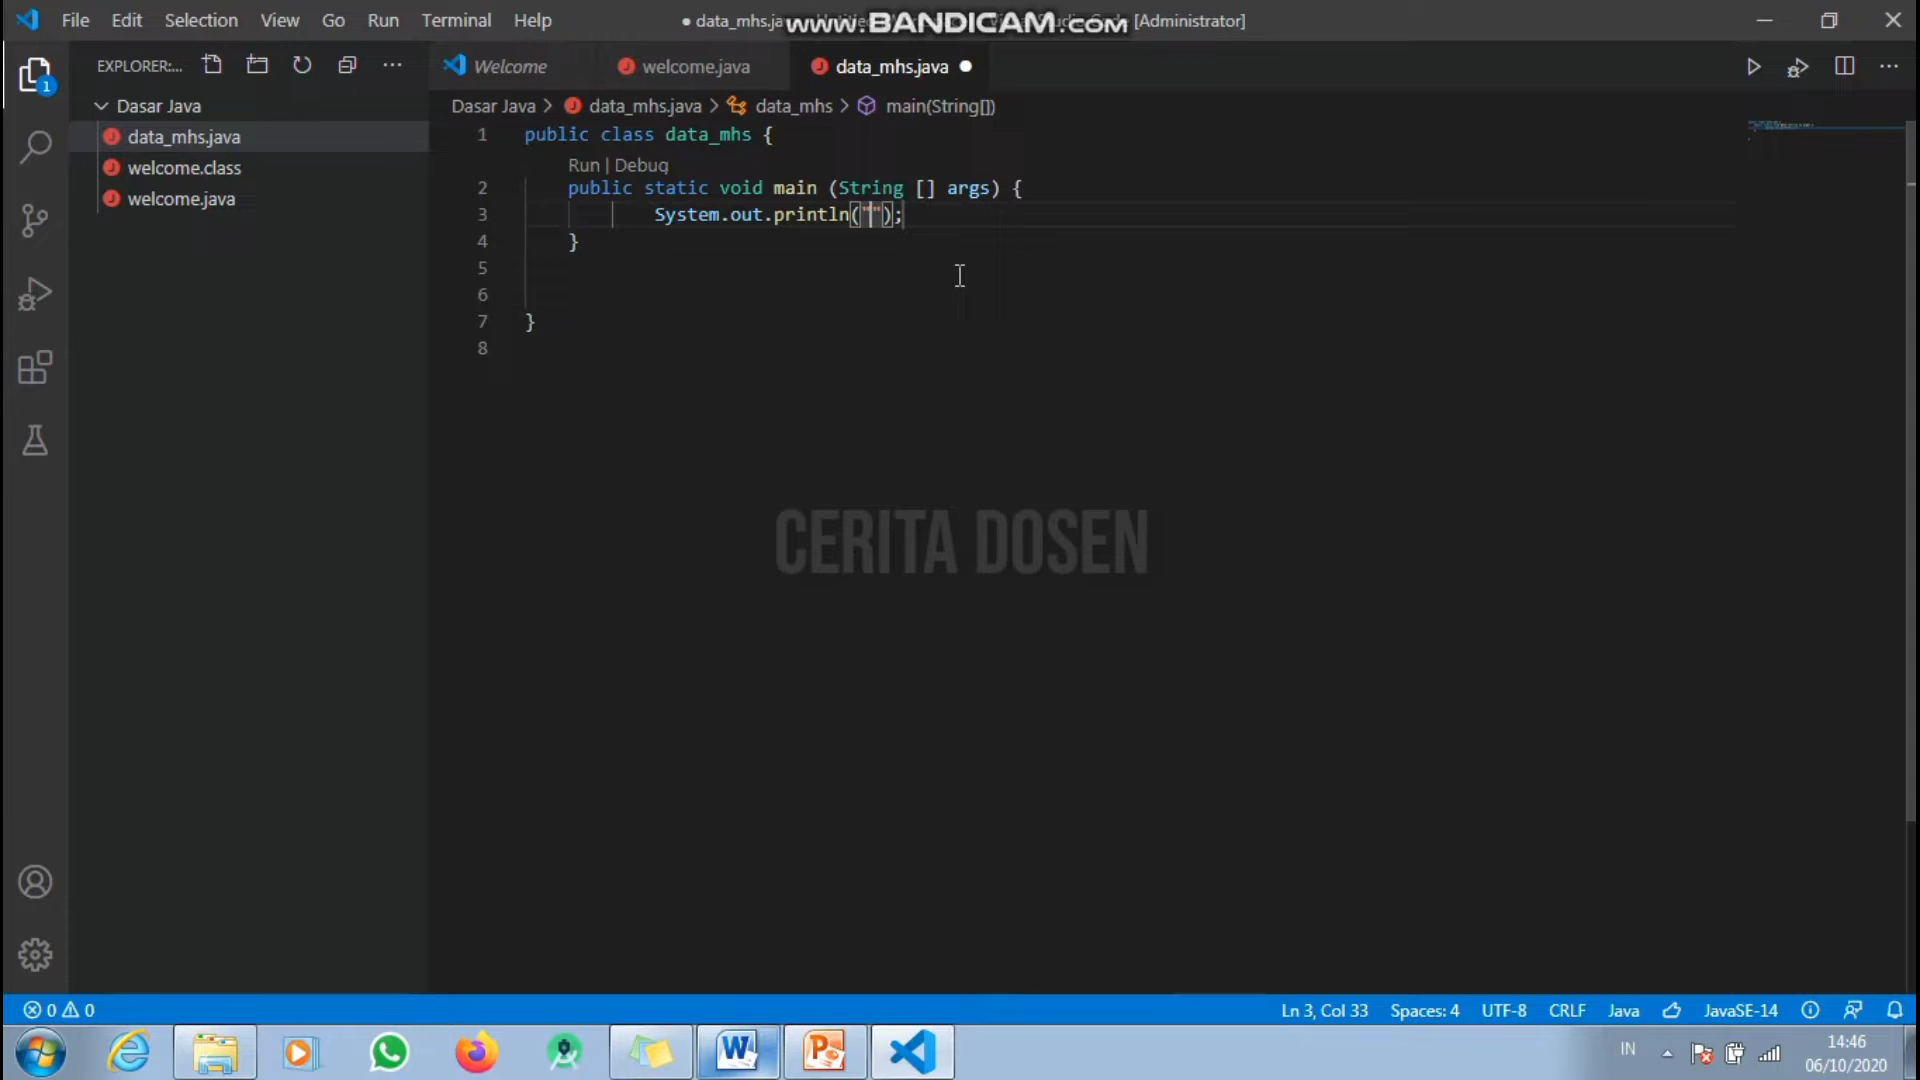 File Edit Selection View Go Run Terminal Help
● data_mhs.ja
www.BANDICAM.com
[Administrator]
EXPLORER:...
Welcome
welcome.java
data_mhs.java
1
Dasar Java
data_mhs.java
welcome.class
welcome.java
Dasar Java > data_mhs.java > data_mhs > main(String[])
1 public class data_mhs {
Run | Debug
2 public static void main (String [] args) {
3 System.out.println("");
4 }
5
6
7 }
8
CERITA DOSEN
0 0
Ln 3, Col 33 Spaces: 4 UTF-8 CRLF Java JavaSE-14
IN
14:46
06/10/2020